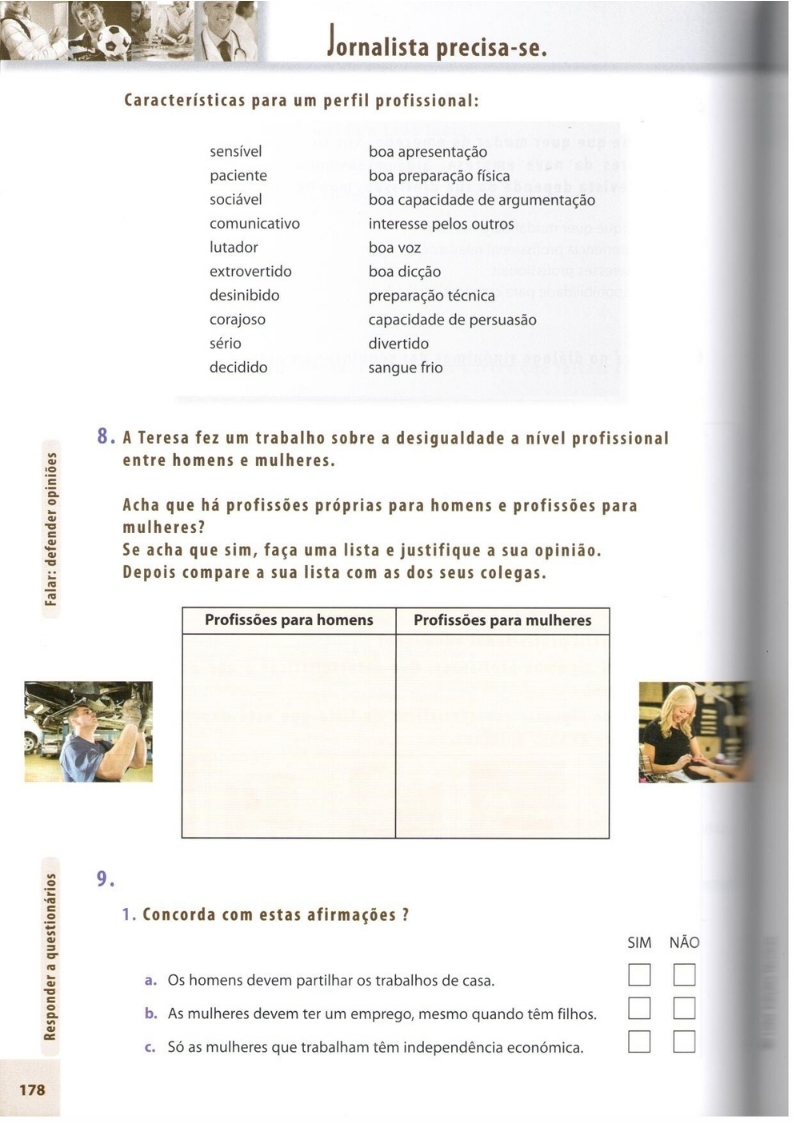 Jornalista precisa-se.
Características para um perfil profissional:
sensível boa apresentação
paciente boa preparação física
sociável boa capacidade de argumentação
comunicativo interesse pelos outros
lutador boa voz
extrovertido boa dicção
desinibido preparação técnica
corajoso capacidade de persuasão
sério divertido
decidido sangue frio
Falar: defender opiniões
8. A Teresa fez um trabalho sobre a desigualdade a nível profissional
entre homens e mulheres.
Acha que há profissões próprias para homens e profissões para
mulheres?
Se acha que sim, faça uma lista e justifique a sua opinião.
Depois compare a sua lista com as dos seus colegas.
Profissões para homens Profissões para mulheres
Responder a questionários
9.
1. Concorda com estas afirmações ?
SIM NÃO
a. Os homens devem partilhar os trabalhos de casa.
b. As mulheres devem ter um emprego, mesmo quando têm filhos.
c. Só as mulheres que trabalham têm independência económica.
178